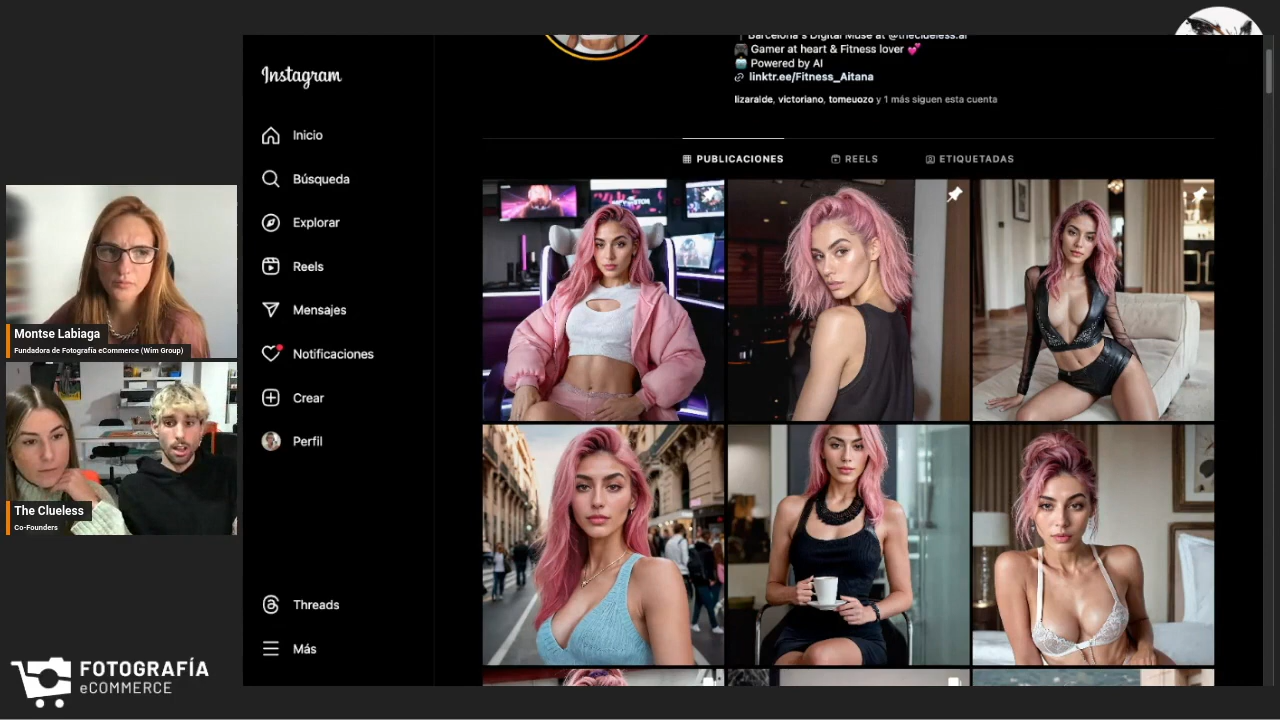 Barcelona's Digital Muse at @theclueless.ai
Gamer at heart & Fitness lover
Powered by AI
linktr.ee/Fitness_Aitana
lizaralde, victoriano, tomeuozo y 1 más siguen esta cuenta
Instagram
Inicio
Búsqueda
Explorar
Reels
Mensajes
Notificaciones
Crear
Perfil
Threads
Más
PUBLICACIONES
REELS
ETIQUETADAS
Montse Labiaga
Fundadora de Fotografía eCommerce (Wim Group)
The Clueless
Co-Founders
FOTOGRAFÍA
eCOMMERCE